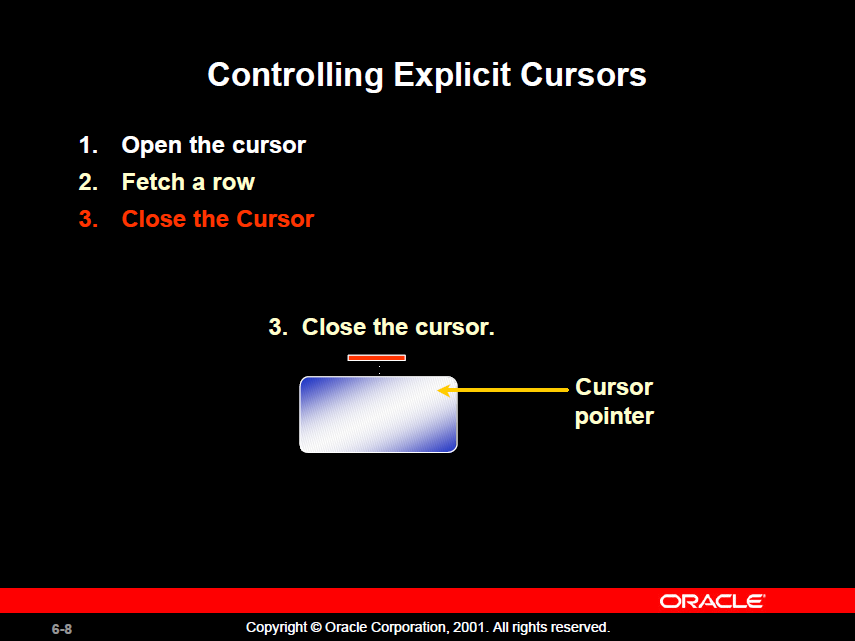 Controlling Explicit Cursors
1. Open the cursor
2. Fetch a row
3. Close the Cursor
3. Close the cursor.
Cursor
pointer
ORACLE®
6-8
Copyright © Oracle Corporation, 2001. All rights reserved.